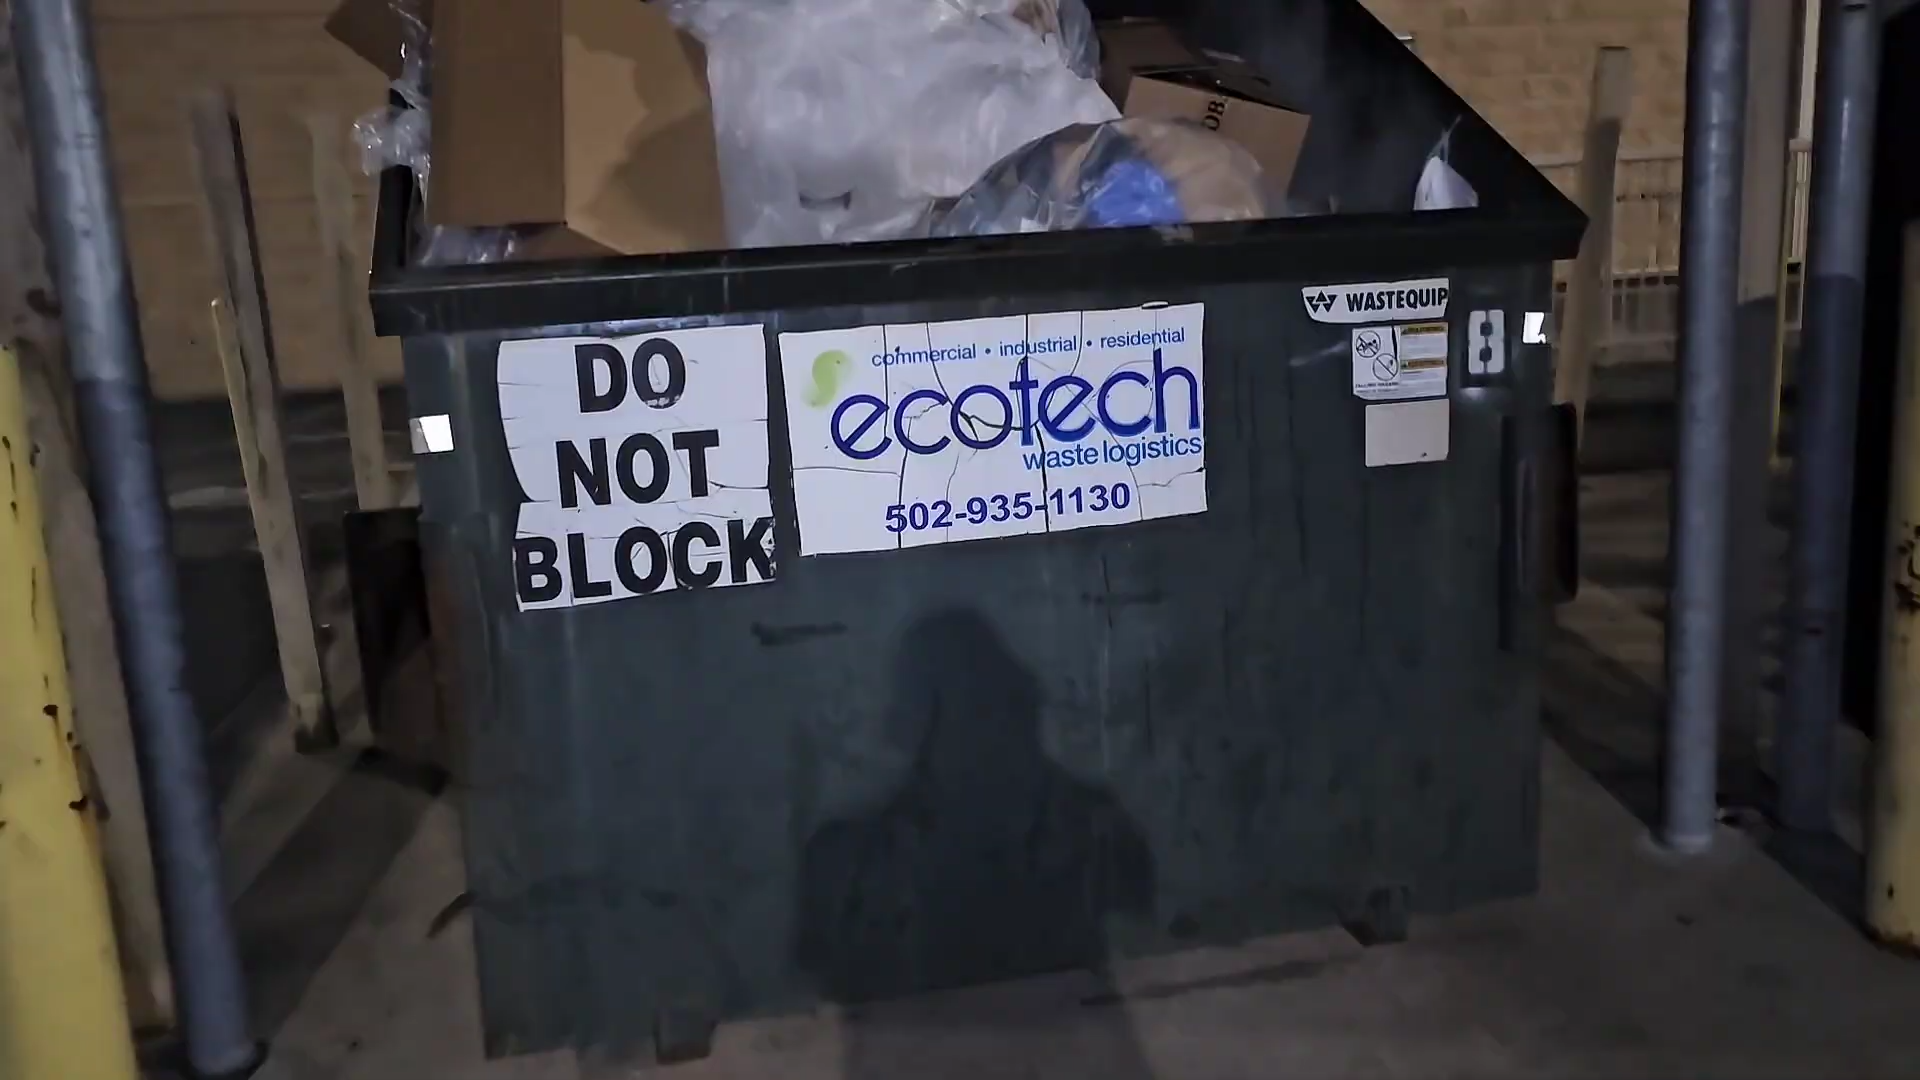 DO
NOT
BLOCK
commercial • industrial • residential
ecotech
waste logistics
502-935-1130
WASTEQUIP
8